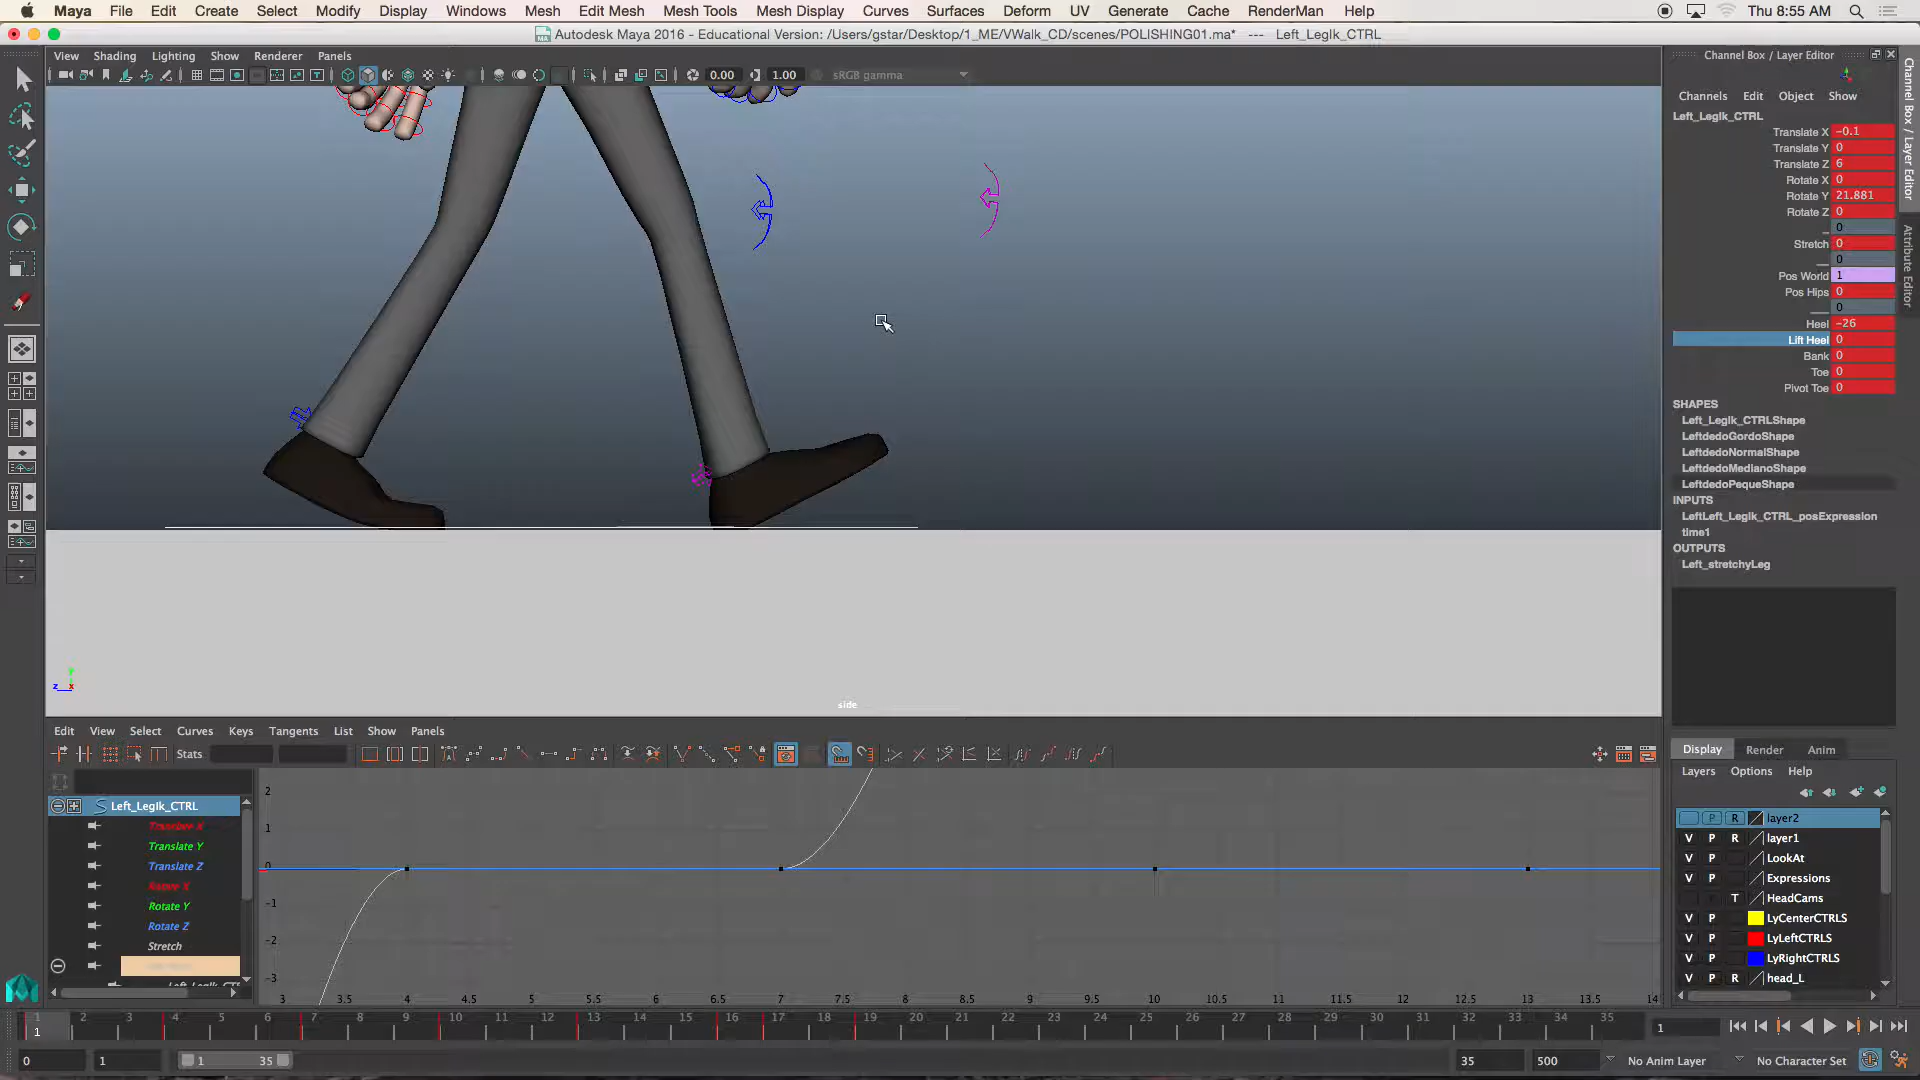 Maya File Edit Create Select Modify Display Windows Mesh Edit Mesh Mesh Tools Mesh Display Curves Surfaces Deform UV Generate Cache RenderMan Help Thu 8:55 AM
Autodesk Maya 2016 - Educational Version: /Users/gstar/Desktop/1_ME/VWalk_CD/scenes/POLISHING01.ma* --- Left_LegIk_CTRL
View Shading Lighting Show Renderer Panels
0.00 1.00 sRGB gamma
Channel Box / Layer Editor
Channels Edit Object Show
Left_LegIk_CTRL
Translate X -0.1
Translate Y 0
Translate Z 6
Rotate X 0
Rotate Y 21.881
Rotate Z 0
_ 0
Stretch 0
__ 0
Pos World 1
Pos Hips 0
___ 0
Heel -26
Lift Heel 0
Bank 0
Toe 0
Pivot Toe 0
SHAPES
Left_LegIk_CTRLShape
LeftdedoGordoShape
LeftdedoNormalShape
LeftdedoMedianoShape
LeftdedoPequeShape
INPUTS
LeftLeft_LegIk_CTRL_posExpression
time1
OUTPUTS
Left_stretchyLeg
Channel Box / Layer Editor
Attribute Editor
y
z x
side
Edit View Select Curves Keys Tangents List Show Panels
Stats
Left_LegIk_CTRL
Translate X
Translate Y
Translate Z
Rotate X
Rotate Y
Rotate Z
Stretch
2
1
0
-1
-2
-3
3 3.5 4 4.5 5 5.5 6 6.5 7 7.5 8 8.5 9 9.5 10 10.5 11 11.5 12 12.5 13 13.5 14
Display Render Anim
Layers Options Help
P R layer2
V P R layer1
V P LookAt
V P Expressions
T HeadCams
V P LyCenterCTRLS
V P LyLeftCTRLS
V P LyRightCTRLS
V P R head_L
1 2 3 4 5 6 7 8 9 10 11 12 13 14 15 16 17 18 19 20 21 22 23 24 25 26 27 28 29 30 31 32 33 34 35
1
1
0 1 1 35 35 500 No Anim Layer No Character Set